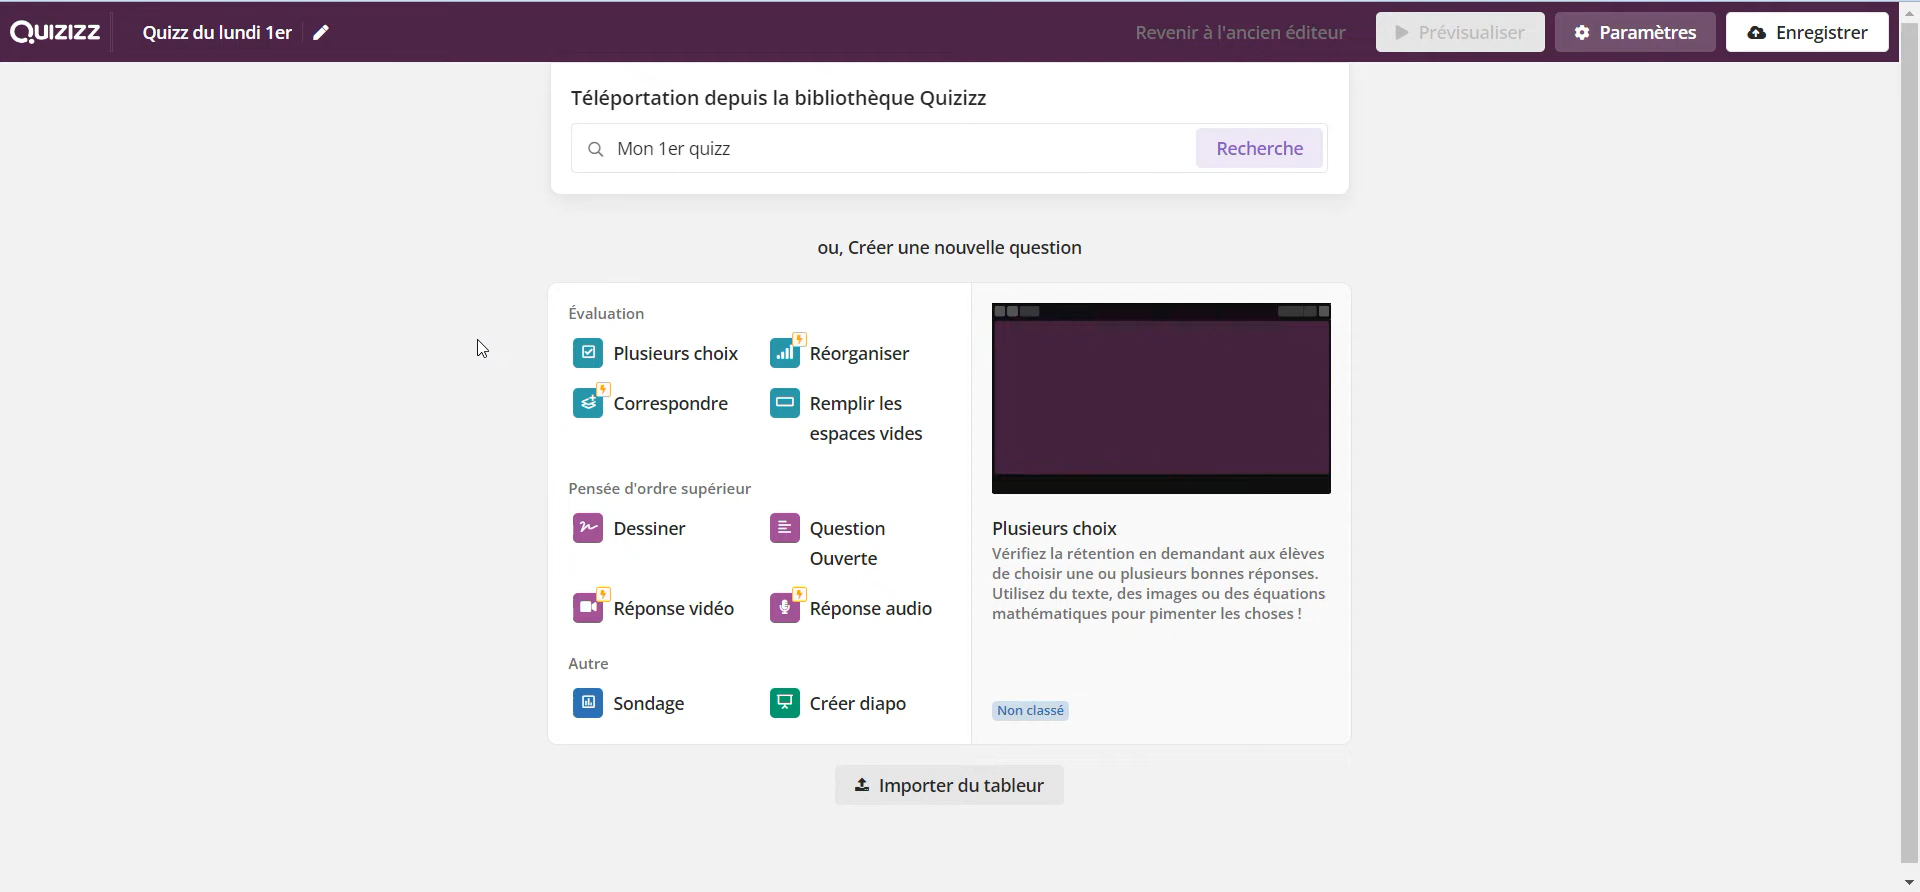 QUIZIZZ
Quizz du lundi 1er
Revenir à l'ancien éditeur
Prévisualiser
Paramètres
Enregistrer
Téléportation depuis la bibliothèque Quizizz
Mon 1er quizz
Recherche
ou, Créer une nouvelle question
Évaluation
Plusieurs choix
Réorganiser
Correspondre
Remplir les
espaces vides
Pensée d'ordre supérieur
Dessiner
Question
Ouverte
Réponse vidéo
Réponse audio
Autre
Sondage
Créer diapo
Plusieurs choix
Vérifiez la rétention en demandant aux élèves
de choisir une ou plusieurs bonnes réponses.
Utilisez du texte, des images ou des équations
mathématiques pour pimenter les choses !
Non classé
Importer du tableur